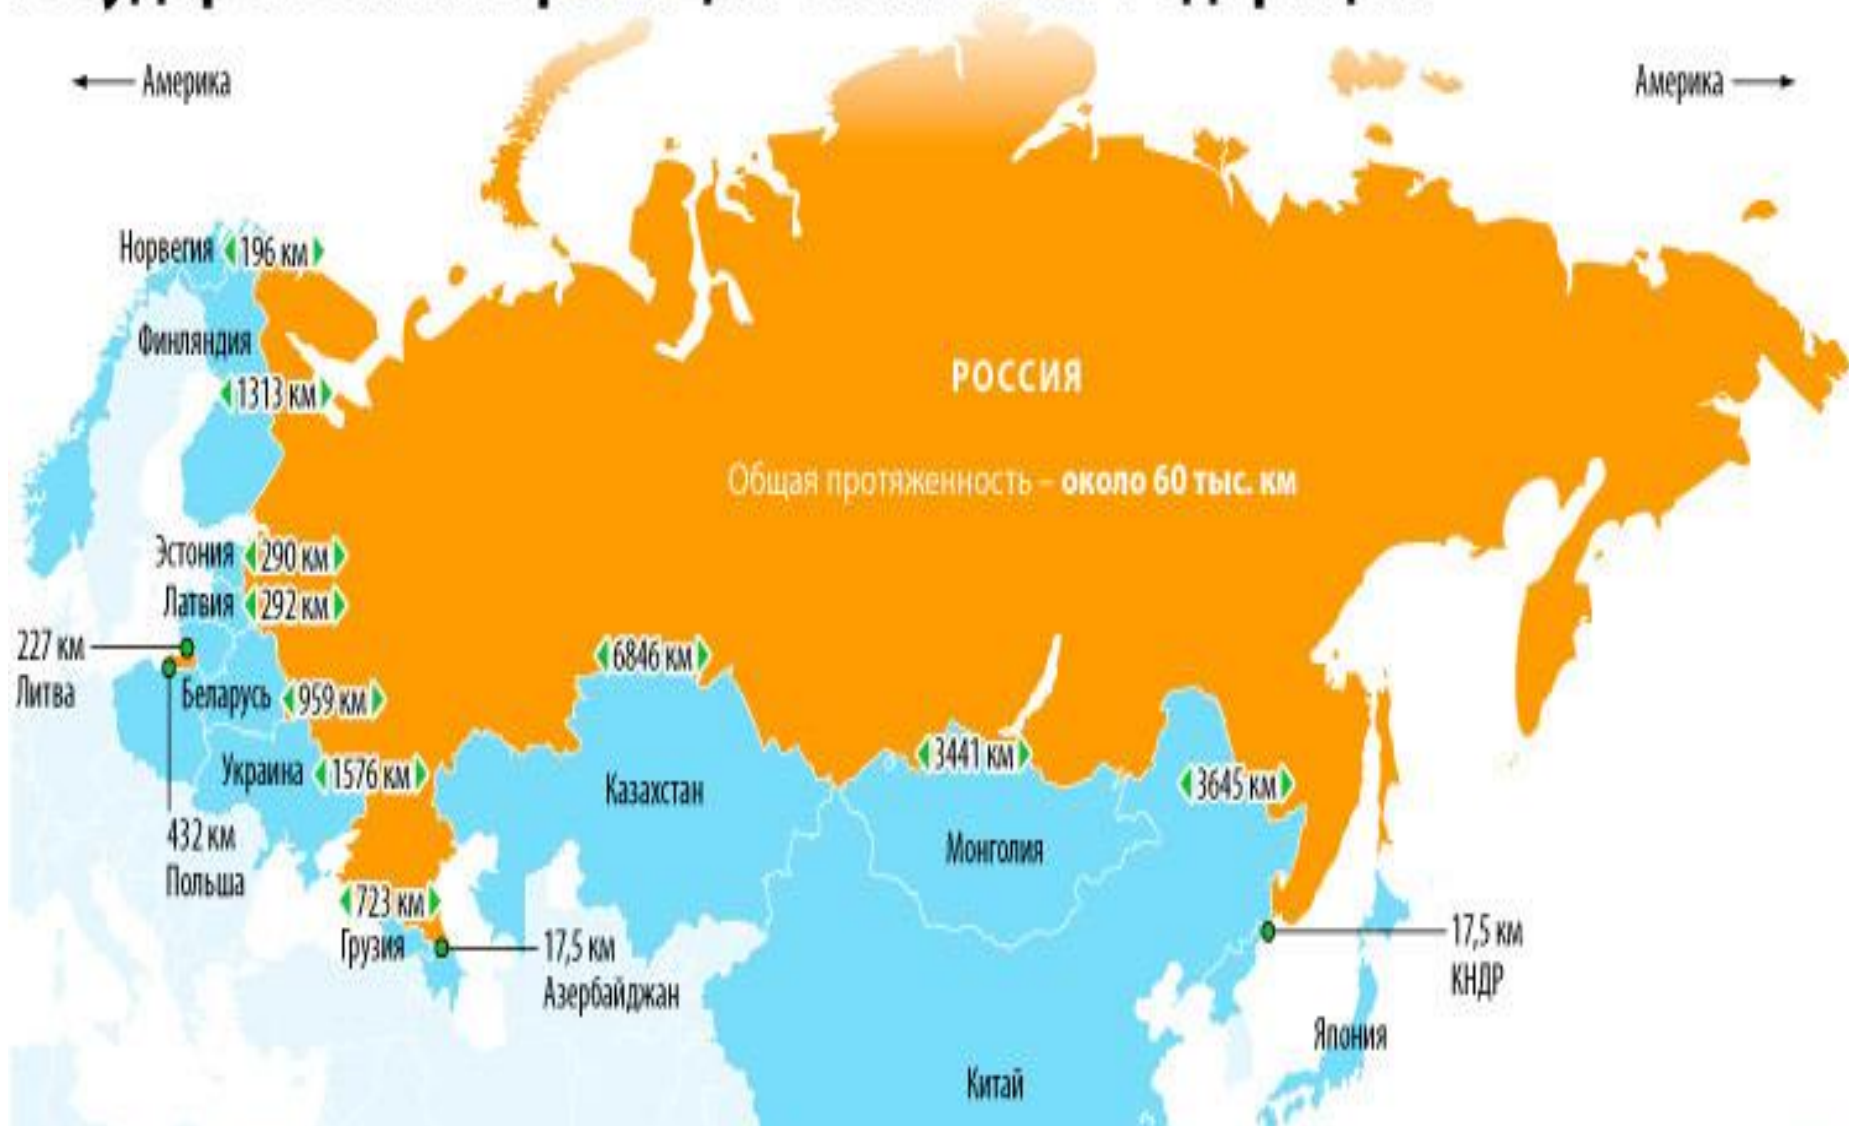 ← Америка
Америка →
Норвегия
196 км
Финляндия
1313 км
РОССИЯ
Общая протяженность – около 60 тыс. км
Эстония
290 км
Латвия
292 км
227 км
Литва
6846 км
Беларусь
959 км
Украина
1576 км
3441 км
3645 км
Казахстан
432 км
Польша
Монголия
723 км
Грузия
17,5 км
Азербайджан
17,5 км
КНДР
Япония
Китай